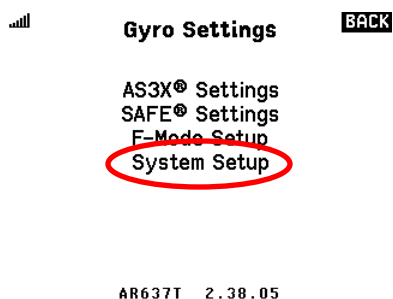 Gyro Settings
BACK
AS3X® Settings
SAFE® Settings
F-Mode Setup
System Setup
AR637T 2.38.05